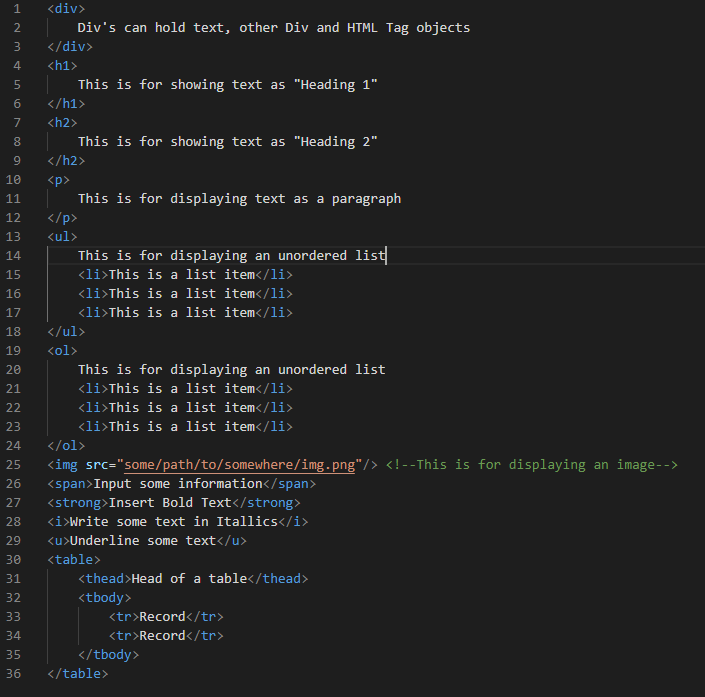 1 <div>
2 Div's can hold text, other Div and HTML Tag objects
3 </div>
4 <h1>
5 This is for showing text as "Heading 1"
6 </h1>
7 <h2>
8 This is for showing text as "Heading 2"
9 </h2>
10 <p>
11 This is for displaying text as a paragraph
12 </p>
13 <ul>
14 This is for displaying an unordered list
15 <li>This is a list item</li>
16 <li>This is a list item</li>
17 <li>This is a list item</li>
18 </ul>
19 <ol>
20 This is for displaying an unordered list
21 <li>This is a list item</li>
22 <li>This is a list item</li>
23 <li>This is a list item</li>
24 </ol>
25 <img src="some/path/to/somewhere/img.png"/> <!--This is for displaying an image-->
26 <span>Input some information</span>
27 <strong>Insert Bold Text</strong>
28 <i>Write some text in Itallics</i>
29 <u>Underline some text</u>
30 <table>
31 <thead>Head of a table</thead>
32 <tbody>
33 <tr>Record</tr>
34 <tr>Record</tr>
35 </tbody>
36 </table>